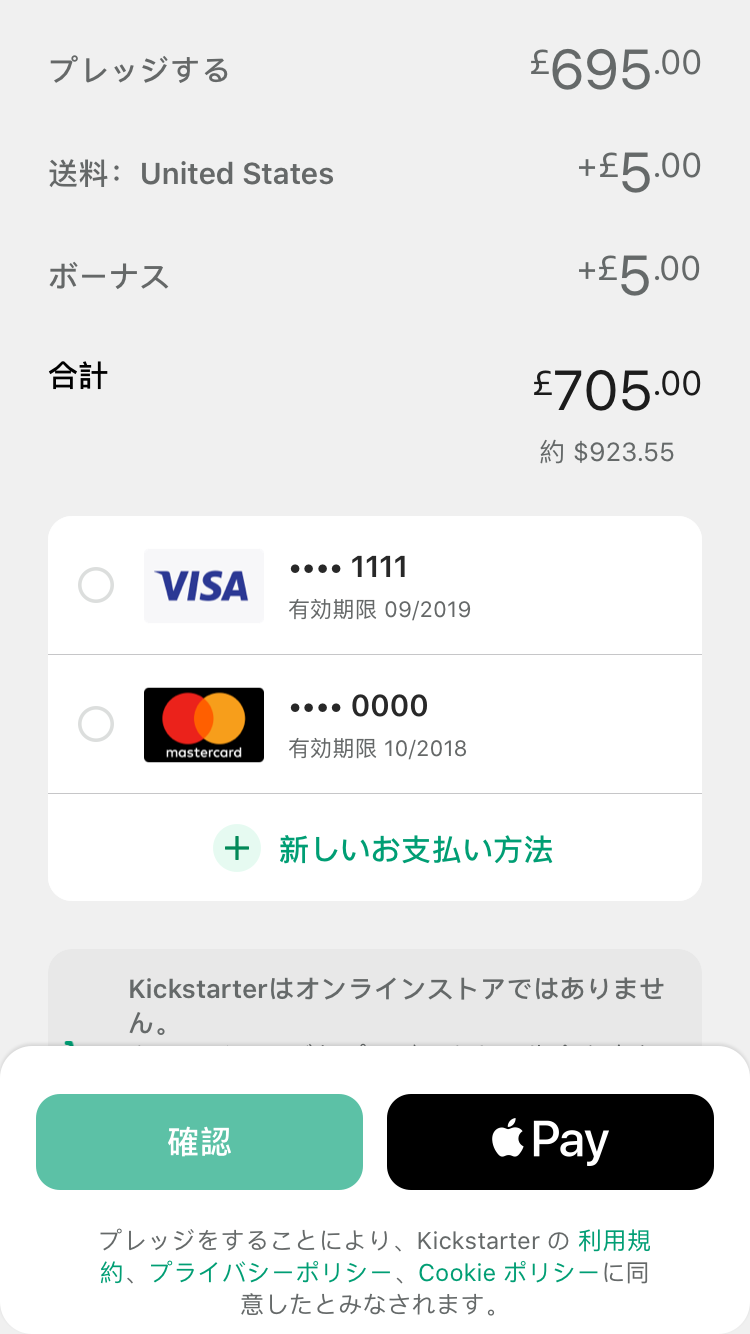 プレッジする £695.00
送料： United States +£5.00
ボーナス +£5.00
合計 £705.00
約 $923.55
VISA •••• 1111
有効期限 09/2019
mastercard •••• 0000
有効期限 10/2018
+ 新しいお支払い方法
Kickstarterはオンラインストアではありませ
ん。
確認 Pay
プレッジをすることにより、Kickstarter の 利用規
約、プライバシーポリシー、Cookie ポリシーに同
意したとみなされます。